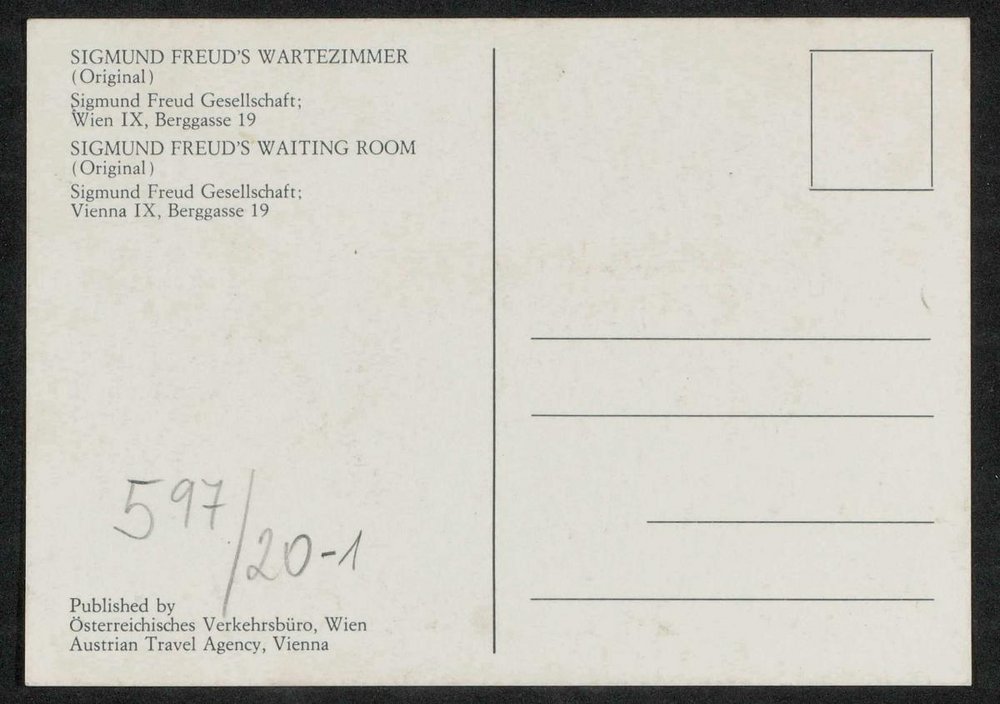 SIGMUND FREUD'S WARTEZIMMER
(Original)
Sigmund Freud Gesellschaft;
Wien IX, Berggasse 19
SIGMUND FREUD'S WAITING ROOM
(Original)
Sigmund Freud Gesellschaft;
Vienna IX, Berggasse 19
597/20-1
Published by
Österreichisches Verkehrsbüro, Wien
Austrian Travel Agency, Vienna